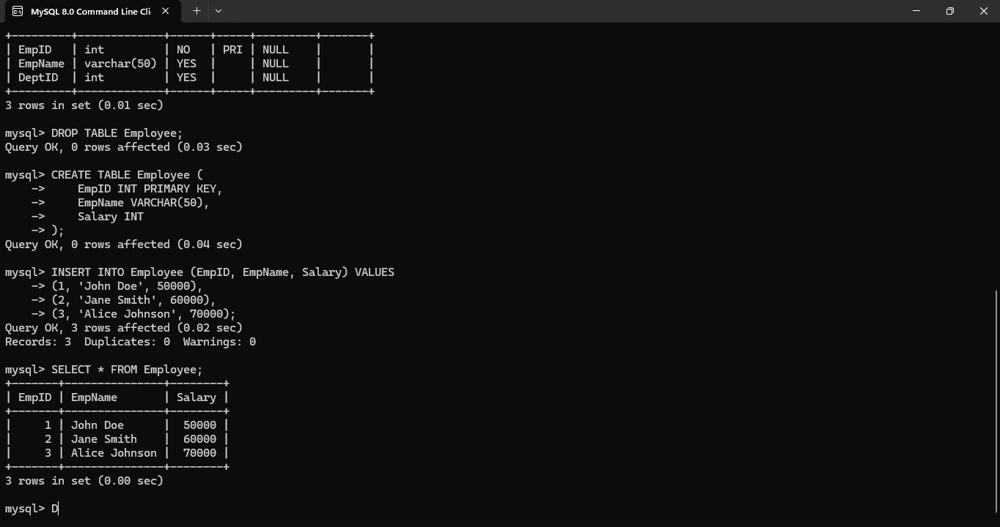 MySQL 8.0 Command Line Cli
+---------+-------------+------+-----+---------+-------+
| EmpID   | int         | NO   | PRI | NULL    |       |
| EmpName | varchar(50) | YES  |     | NULL    |       |
| DeptID  | int         | YES  |     | NULL    |       |
+---------+-------------+------+-----+---------+-------+
3 rows in set (0.01 sec)

mysql> DROP TABLE Employee;
Query OK, 0 rows affected (0.03 sec)

mysql> CREATE TABLE Employee (
    ->     EmpID INT PRIMARY KEY,
    ->     EmpName VARCHAR(50),
    ->     Salary INT
    -> );
Query OK, 0 rows affected (0.04 sec)

mysql> INSERT INTO Employee (EmpID, EmpName, Salary) VALUES
    -> (1, 'John Doe', 50000),
    -> (2, 'Jane Smith', 60000),
    -> (3, 'Alice Johnson', 70000);
Query OK, 3 rows affected (0.02 sec)
Records: 3  Duplicates: 0  Warnings: 0

mysql> SELECT * FROM Employee;
+-------+---------------+--------+
| EmpID | EmpName       | Salary |
+-------+---------------+--------+
|     1 | John Doe      |  50000 |
|     2 | Jane Smith    |  60000 |
|     3 | Alice Johnson |  70000 |
+-------+---------------+--------+
3 rows in set (0.00 sec)

mysql> D